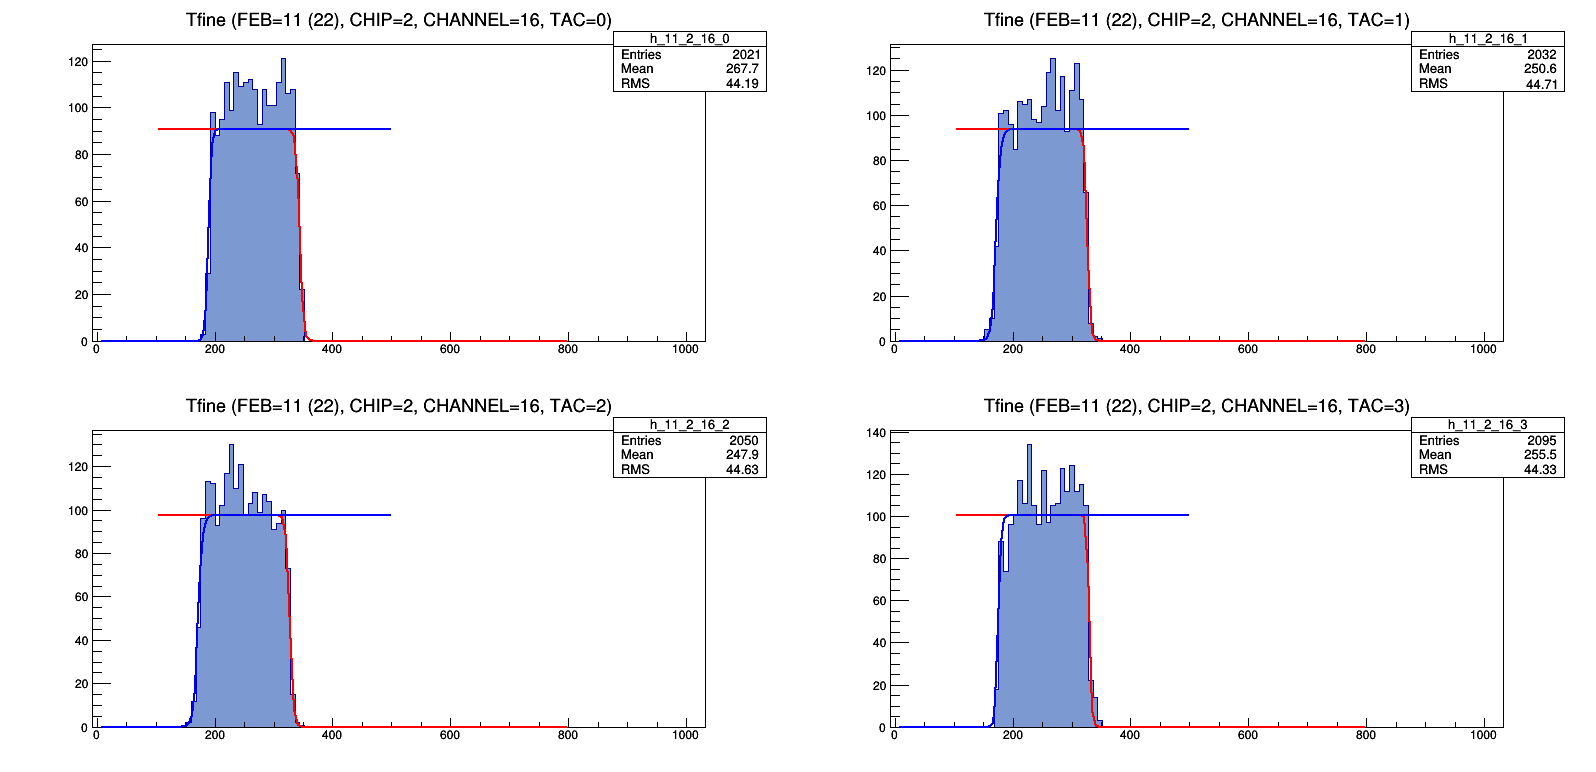 Tfine (FEB=11 (22), CHIP=2, CHANNEL=16, TAC=0)
h_11_2_16_0
Entries 2021
Mean 267.7
RMS 44.19
120
100
80
60
40
20
0
0 200 400 600 800 1000
Tfine (FEB=11 (22), CHIP=2, CHANNEL=16, TAC=1)
h_11_2_16_1
Entries 2032
Mean 250.6
RMS 44.71
120
100
80
60
40
20
0
0 200 400 600 800 1000
Tfine (FEB=11 (22), CHIP=2, CHANNEL=16, TAC=2)
h_11_2_16_2
Entries 2050
Mean 247.9
RMS 44.63
120
100
80
60
40
20
0
0 200 400 600 800 1000
Tfine (FEB=11 (22), CHIP=2, CHANNEL=16, TAC=3)
h_11_2_16_3
Entries 2095
Mean 255.5
RMS 44.33
140
120
100
80
60
40
20
0
0 200 400 600 800 1000